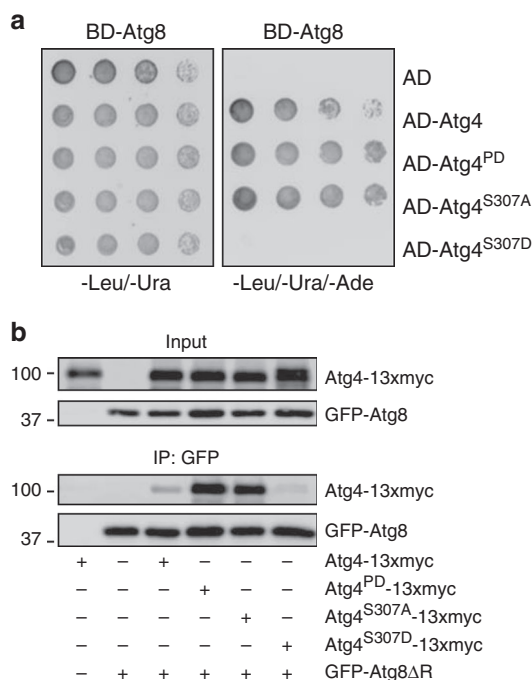 a
BD-Atg8 BD-Atg8
AD
AD-Atg4
AD-Atg4PD
AD-Atg4S307A
AD-Atg4S307D
-Leu/-Ura -Leu/-Ura/-Ade
b
Input
100 Atg4-13xmyc
37 GFP-Atg8
IP: GFP
100 Atg4-13xmyc
37 GFP-Atg8
+ – + – – – Atg4-13xmyc
– – – + – – Atg4PD-13xmyc
– – – – + – Atg4S307A-13xmyc
– – – – – + Atg4S307D-13xmyc
– + + + + + GFP-Atg8ΔR